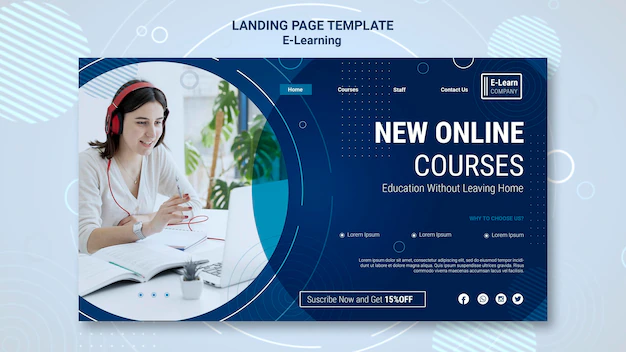 LANDING PAGE TEMPLATE
E-Learning
Home
Courses
Staff
Contact Us
E-Learn
COMPANY
NEW ONLINE
COURSES
Education Without Leaving Home
WHY TO CHOOSE US?
Lorem Ipsum
Lorem Ipsum
Lorem Ipsum
Suscribe Now and Get 15%OFF